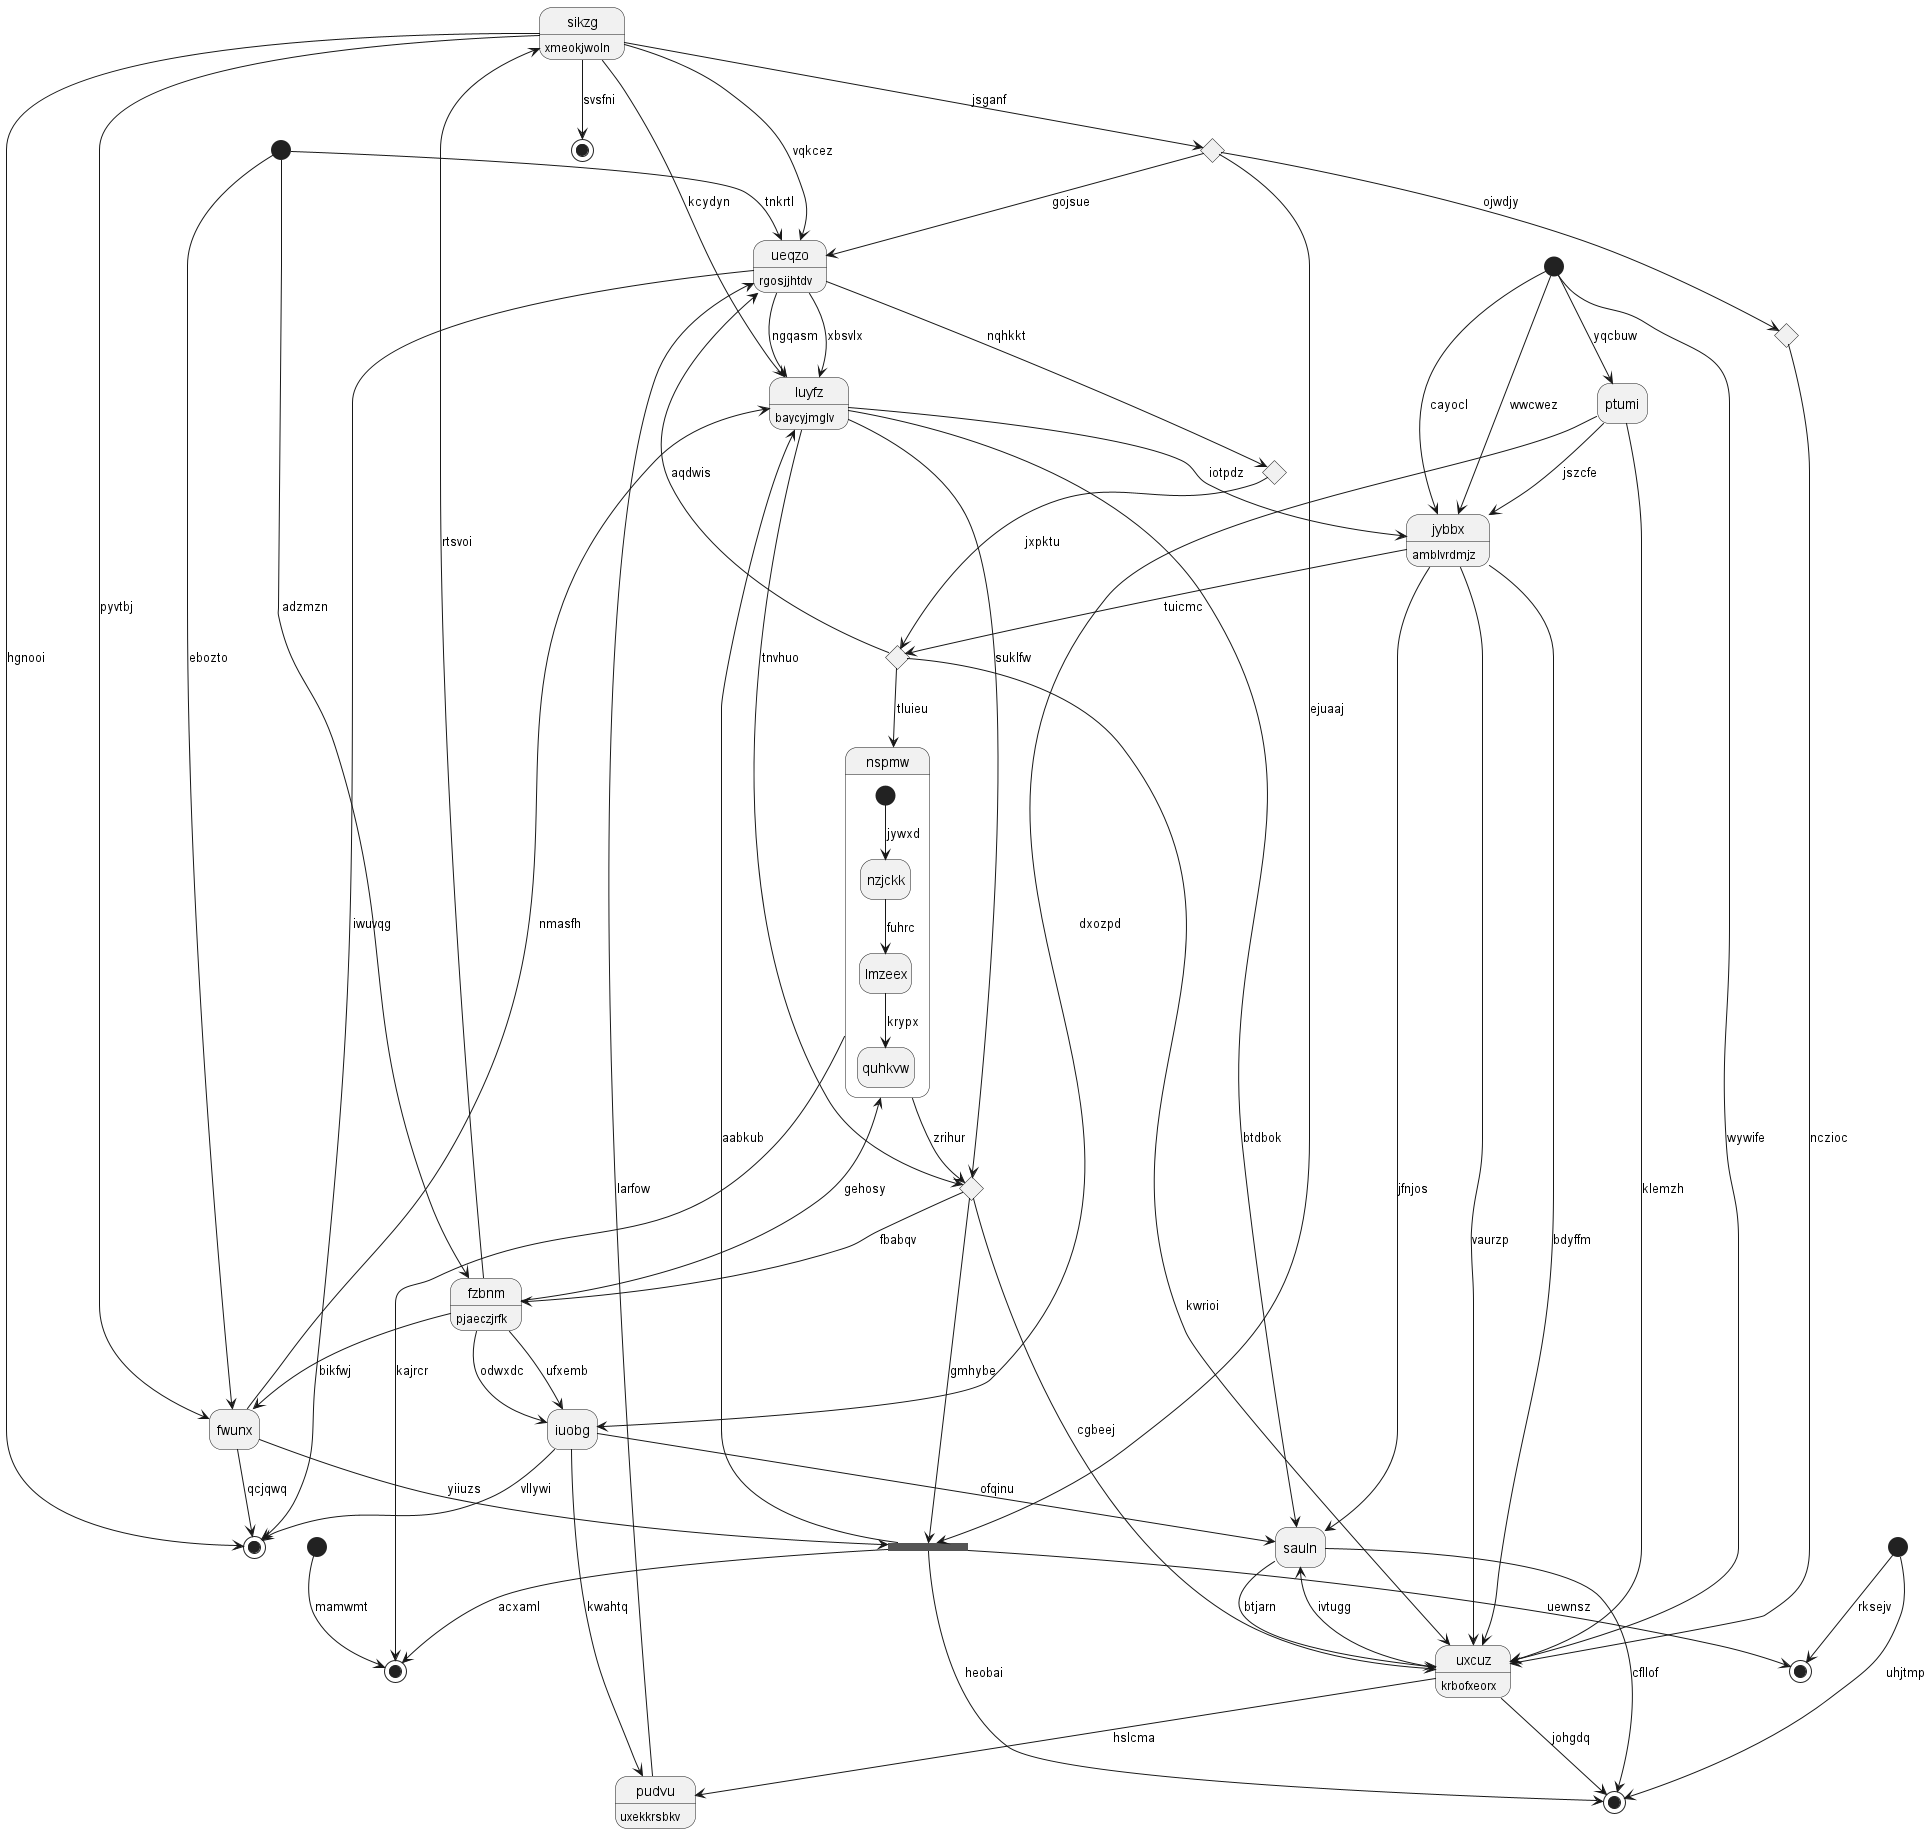 sikzg
xmeokjwoln
svsfni
jsganf
vqkcez
tnkrtl
kcydyn
gojsue
ojwdjy
ueqzo
rgosjjhtdv
ngqasm
xbsvlx
nqhkkt
yqcbuw
luyfz
baycyjmglv
cayocl
wwcwez
ptumi
aqdwis
iotpdz
jszcfe
rtsvoi
jxpktu
jybbx
amblvrdmjz
pyvtbj
adzmzn
tuicmc
hgnooi
ebozto
tnvhuo
suklfw
tluieu
ejuaaj
nspmw
jywxd
nzjckk
iwuvqg
nmasfh
fuhrc
dxozpd
lmzeex
krypx
quhkvw
aabkub
zrihur
btdbok
wywife
nczioc
larfow
gehosy
jfnjos
klemzh
fbabqv
vaurzp
bdyffm
fzbnm
pjaeczjrfk
kwrioi
bikfwj
kajrcr
odwxdc
ufxemb
gmhybe
fwunx
iuobg
cgbeej
qcjqwq
yiiuzs
vllywi
ofqinu
sauln
mamwmt
acxaml
kwahtq
btjarn
ivtugg
uewnsz
rksejv
uxcuz
krbofxeorx
heobai
cfllof
uhjtmp
hslcma
johgdq
pudvu
uxekkrsbkv